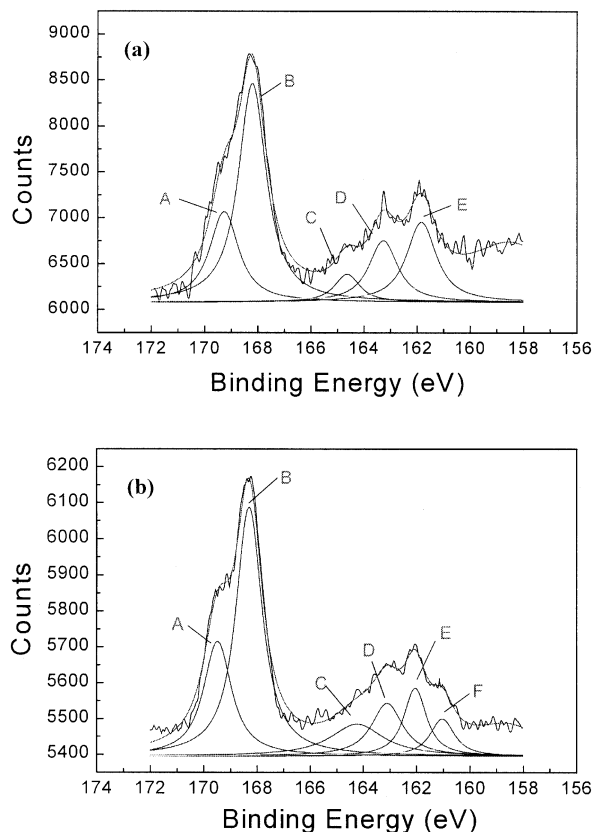 (a)
9000
8500
8000
7500
7000
6500
6000
Counts
A
B
C
D
E
174 172 170 168 166 164 162 160 158 156
Binding Energy (eV)
(b)
6200
6100
6000
5900
5800
5700
5600
5500
5400
Counts
A
B
C
D
E
F
174 172 170 168 166 164 162 160 158 156
Binding Energy (eV)